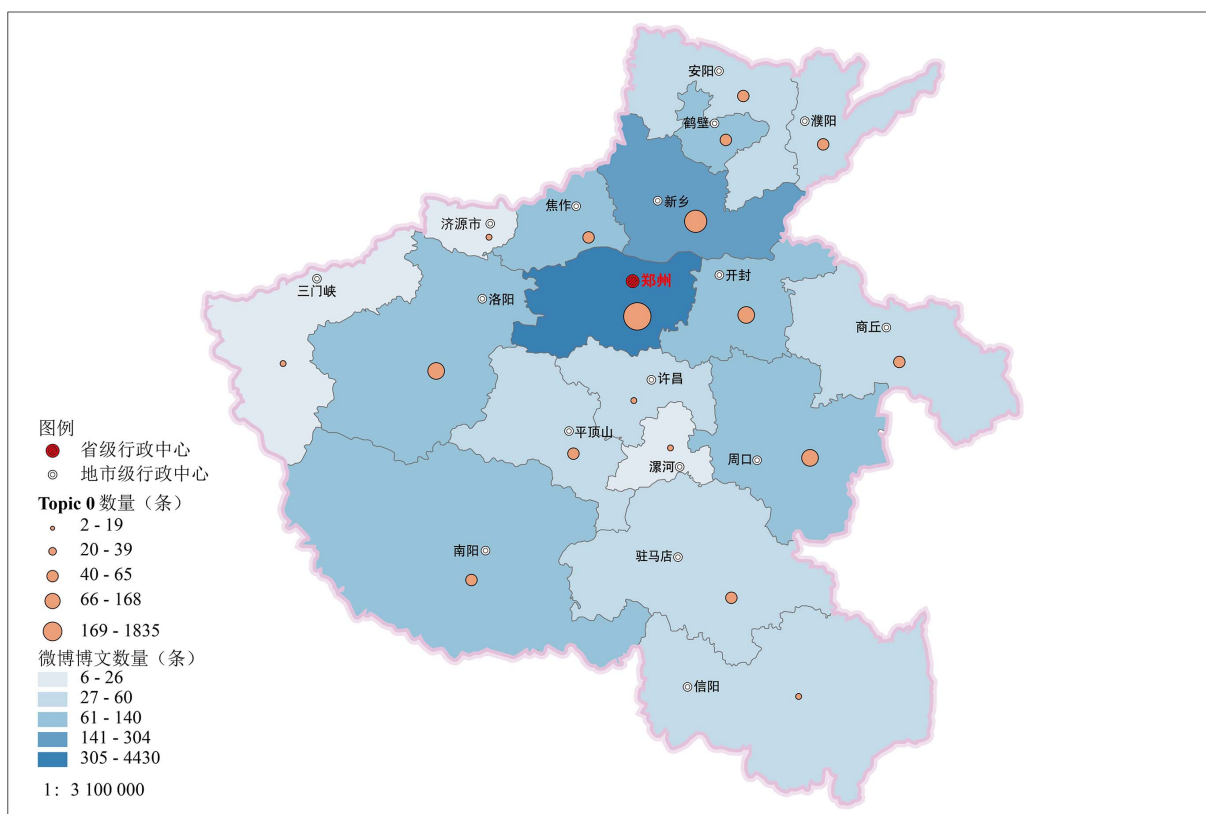 安阳
鹤壁
濮阳
新乡
焦作
济源市
郑州
开封
三门峡
洛阳
商丘
许昌
平顶山
漯河
周口
南阳
驻马店
信阳
图例
省级行政中心
地市级行政中心
Topic 0 数量（条）
2 - 19
20 - 39
40 - 65
66 - 168
169 - 1835
微博博文数量（条）
6 - 26
27 - 60
61 - 140
141 - 304
305 - 4430
1： 3 100 000